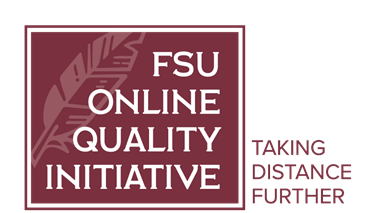 FSU
ONLINE
QUALITY
INITIATIVE
TAKING
DISTANCE
FURTHER